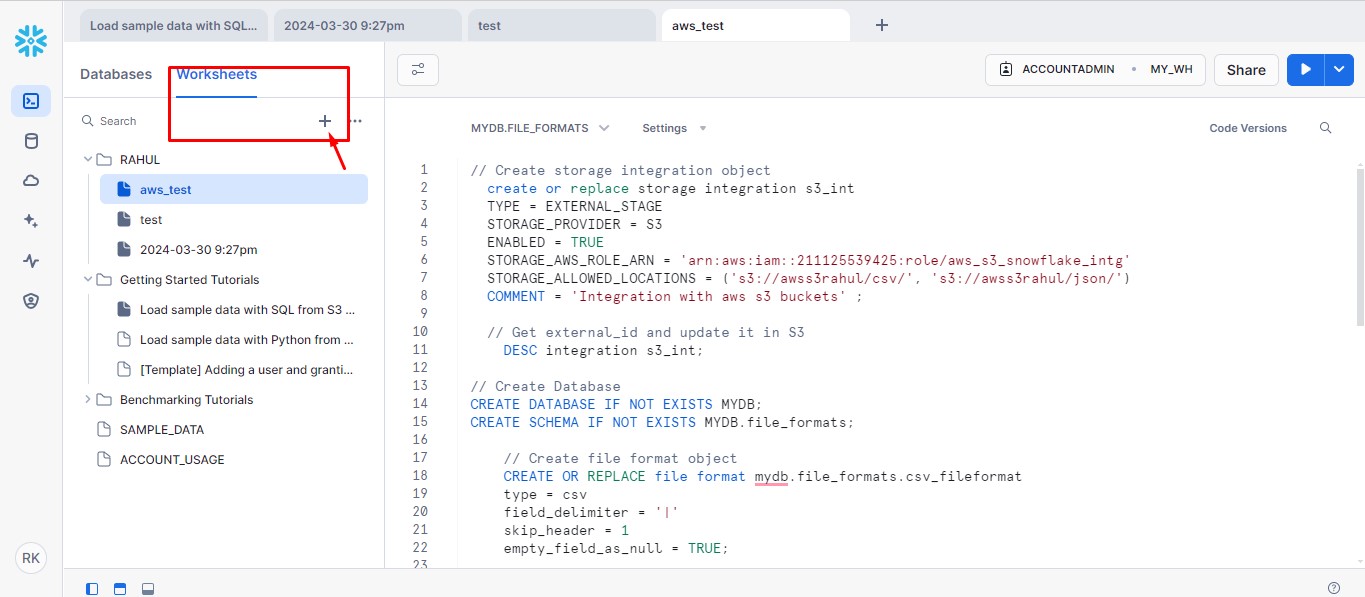 Load sample data with SQL...
2024-03-30 9:27pm
test
aws_test
Databases
Worksheets
ACCOUNTADMIN
MY_WH
Share
Search
MYDB.FILE_FORMATS
Settings
Code Versions
RAHUL
aws_test
test
2024-03-30 9:27pm
Getting Started Tutorials
Load sample data with SQL from S3 ...
Load sample data with Python from ...
[Template] Adding a user and granti...
Benchmarking Tutorials
SAMPLE_DATA
ACCOUNT_USAGE
RK
1 // Create storage integration object
2 create or replace storage integration s3_int
3 TYPE = EXTERNAL_STAGE
4 STORAGE_PROVIDER = S3
5 ENABLED = TRUE
6 STORAGE_AWS_ROLE_ARN = 'arn:aws:iam::211125539425:role/aws_s3_snowflake_intg'
7 STORAGE_ALLOWED_LOCATIONS = ('s3://awss3rahul/csv/', 's3://awss3rahul/json/')
8 COMMENT = 'Integration with aws s3 buckets' ;
9
10 // Get external_id and update it in S3
11 DESC integration s3_int;
12
13 // Create Database
14 CREATE DATABASE IF NOT EXISTS MYDB;
15 CREATE SCHEMA IF NOT EXISTS MYDB.file_formats;
16
17 // Create file format object
18 CREATE OR REPLACE file format mydb.file_formats.csv_fileformat
19 type = csv
20 field_delimiter = '|'
21 skip_header = 1
22 empty_field_as_null = TRUE;
23